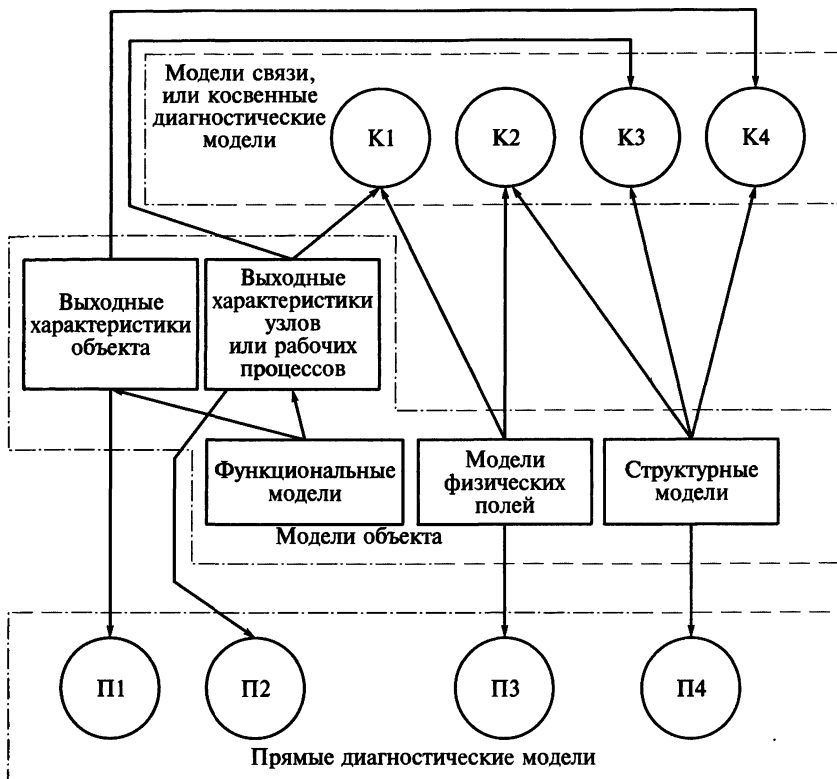 Модели связи,
или косвенные
диагностические
модели
К1
К2
К3
К4
Выходные
характеристики
объекта
Выходные
характеристики
узлов
или рабочих
процессов
Функциональные
модели
Модели
физических
полей
Структурные
модели
Модели объекта
П1
П2
П3
П4
Прямые диагностические модели